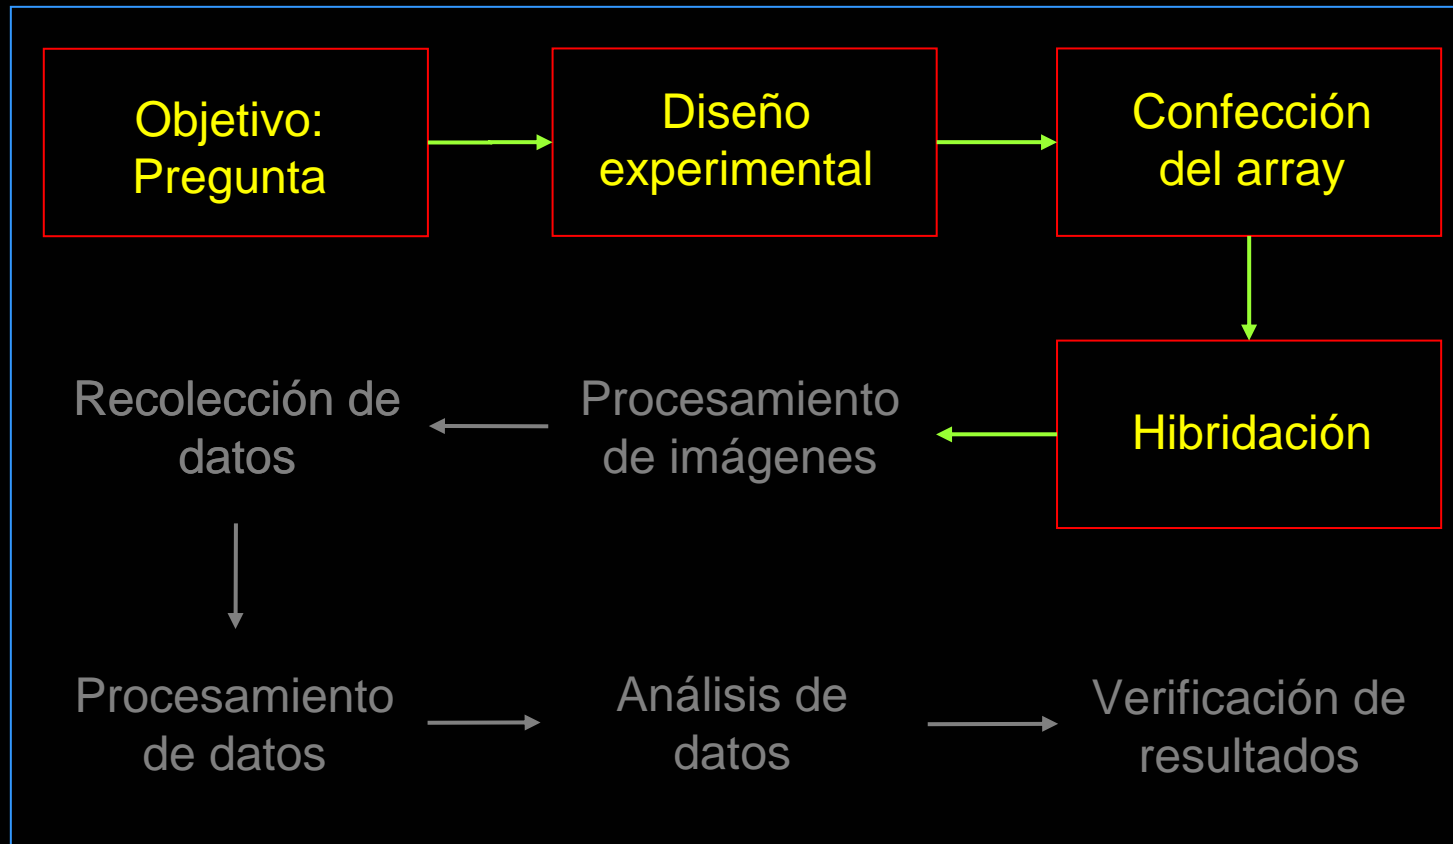 Objetivo:
Pregunta
Diseño
experimental
Confección
del array
Hibridación
Procesamiento
de imágenes
Recolección de
datos
Procesamiento
de datos
Análisis de
datos
Verificación de
resultados